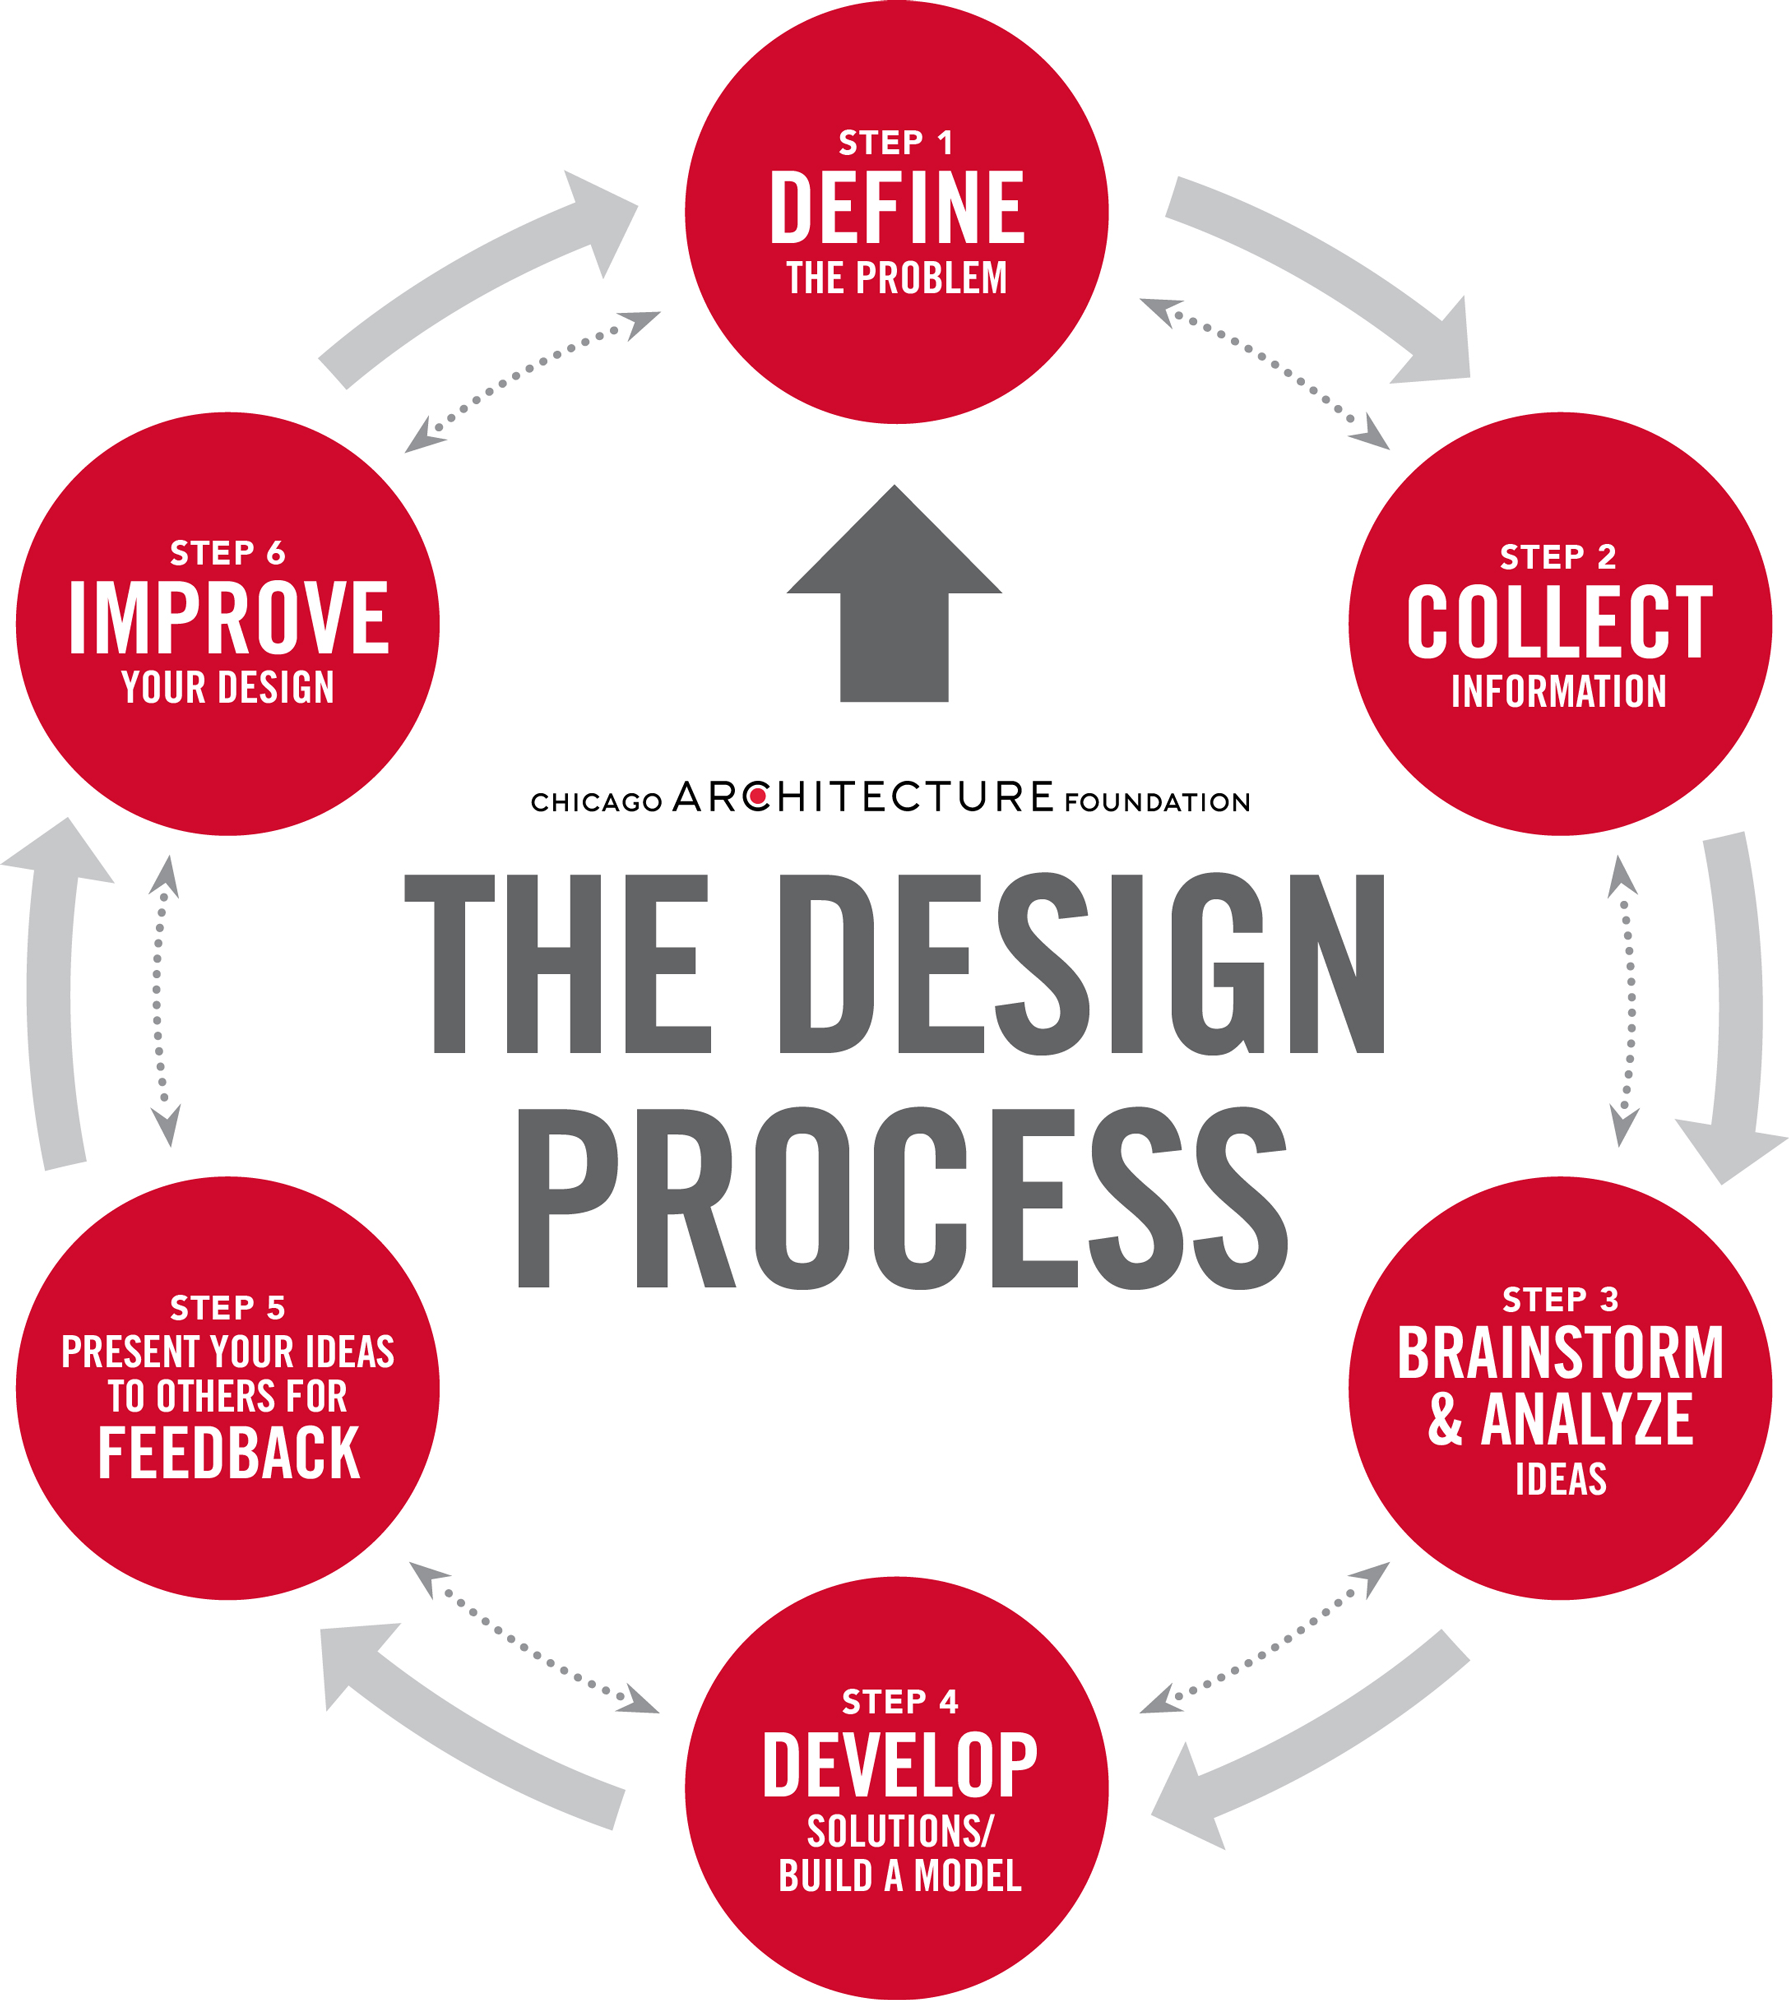 STEP 1
DEFINE
THE PROBLEM
STEP 2
COLLECT
INFORMATION
STEP 3
BRAINSTORM
& ANALYZE
IDEAS
STEP 4
DEVELOP
SOLUTIONS/
BUILD A MODEL
STEP 5
PRESENT YOUR IDEAS
TO OTHERS FOR
FEEDBACK
STEP 6
IMPROVE
YOUR DESIGN
CHICAGO ARCHITECTURE FOUNDATION
THE DESIGN
PROCESS